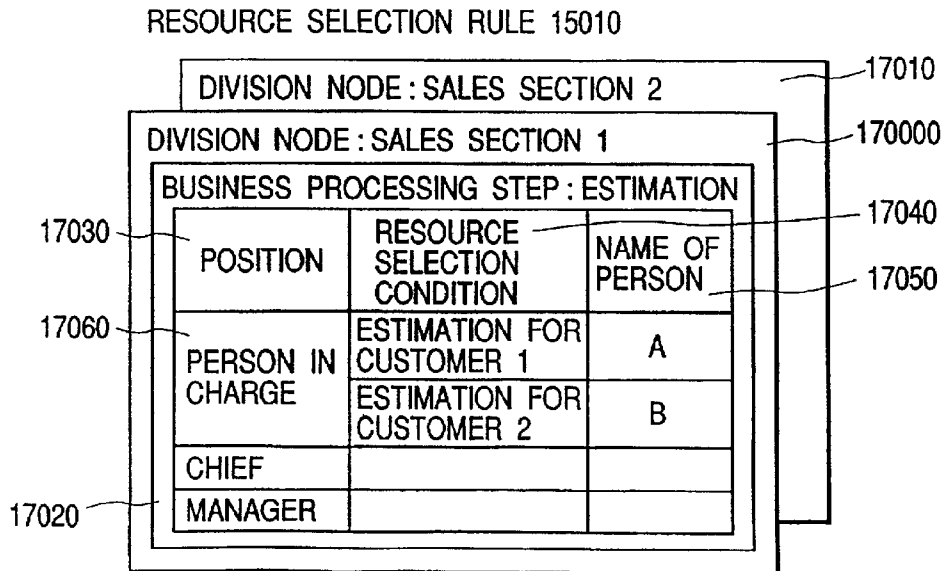 RESOURCE SELECTION RULE 15010
DIVISION NODE : SALES SECTION 2
17010
DIVISION NODE : SALES SECTION 1
170000
BUSINESS PROCESSING STEP : ESTIMATION
17030
POSITION
RESOURCE
SELECTION
CONDITION
17040
NAME OF
PERSON
17050
17060
PERSON IN
CHARGE
ESTIMATION FOR
CUSTOMER 1
A
ESTIMATION FOR
CUSTOMER 2
B
CHIEF
MANAGER
17020